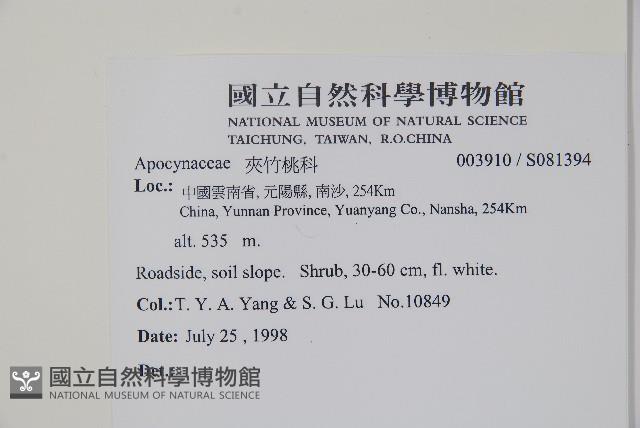 國立自然科學博物館
NATIONAL MUSEUM OF NATURAL SCIENCE
TAICHUNG, TAIWAN, R.O.CHINA
Apocynaceae 夾竹桃科 003910 / S081394
Loc.: 中國雲南省, 元陽縣, 南沙, 254Km
China, Yunnan Province, Yuanyang Co., Nansha, 254Km
alt. 535 m.
Roadside, soil slope. Shrub, 30-60 cm, fl. white.
Col.: T. Y. A. Yang & S. G. Lu No.10849
Date: July 25 , 1998
Det.:
國立自然科學博物館
NATIONAL MUSEUM OF NATURAL SCIENCE